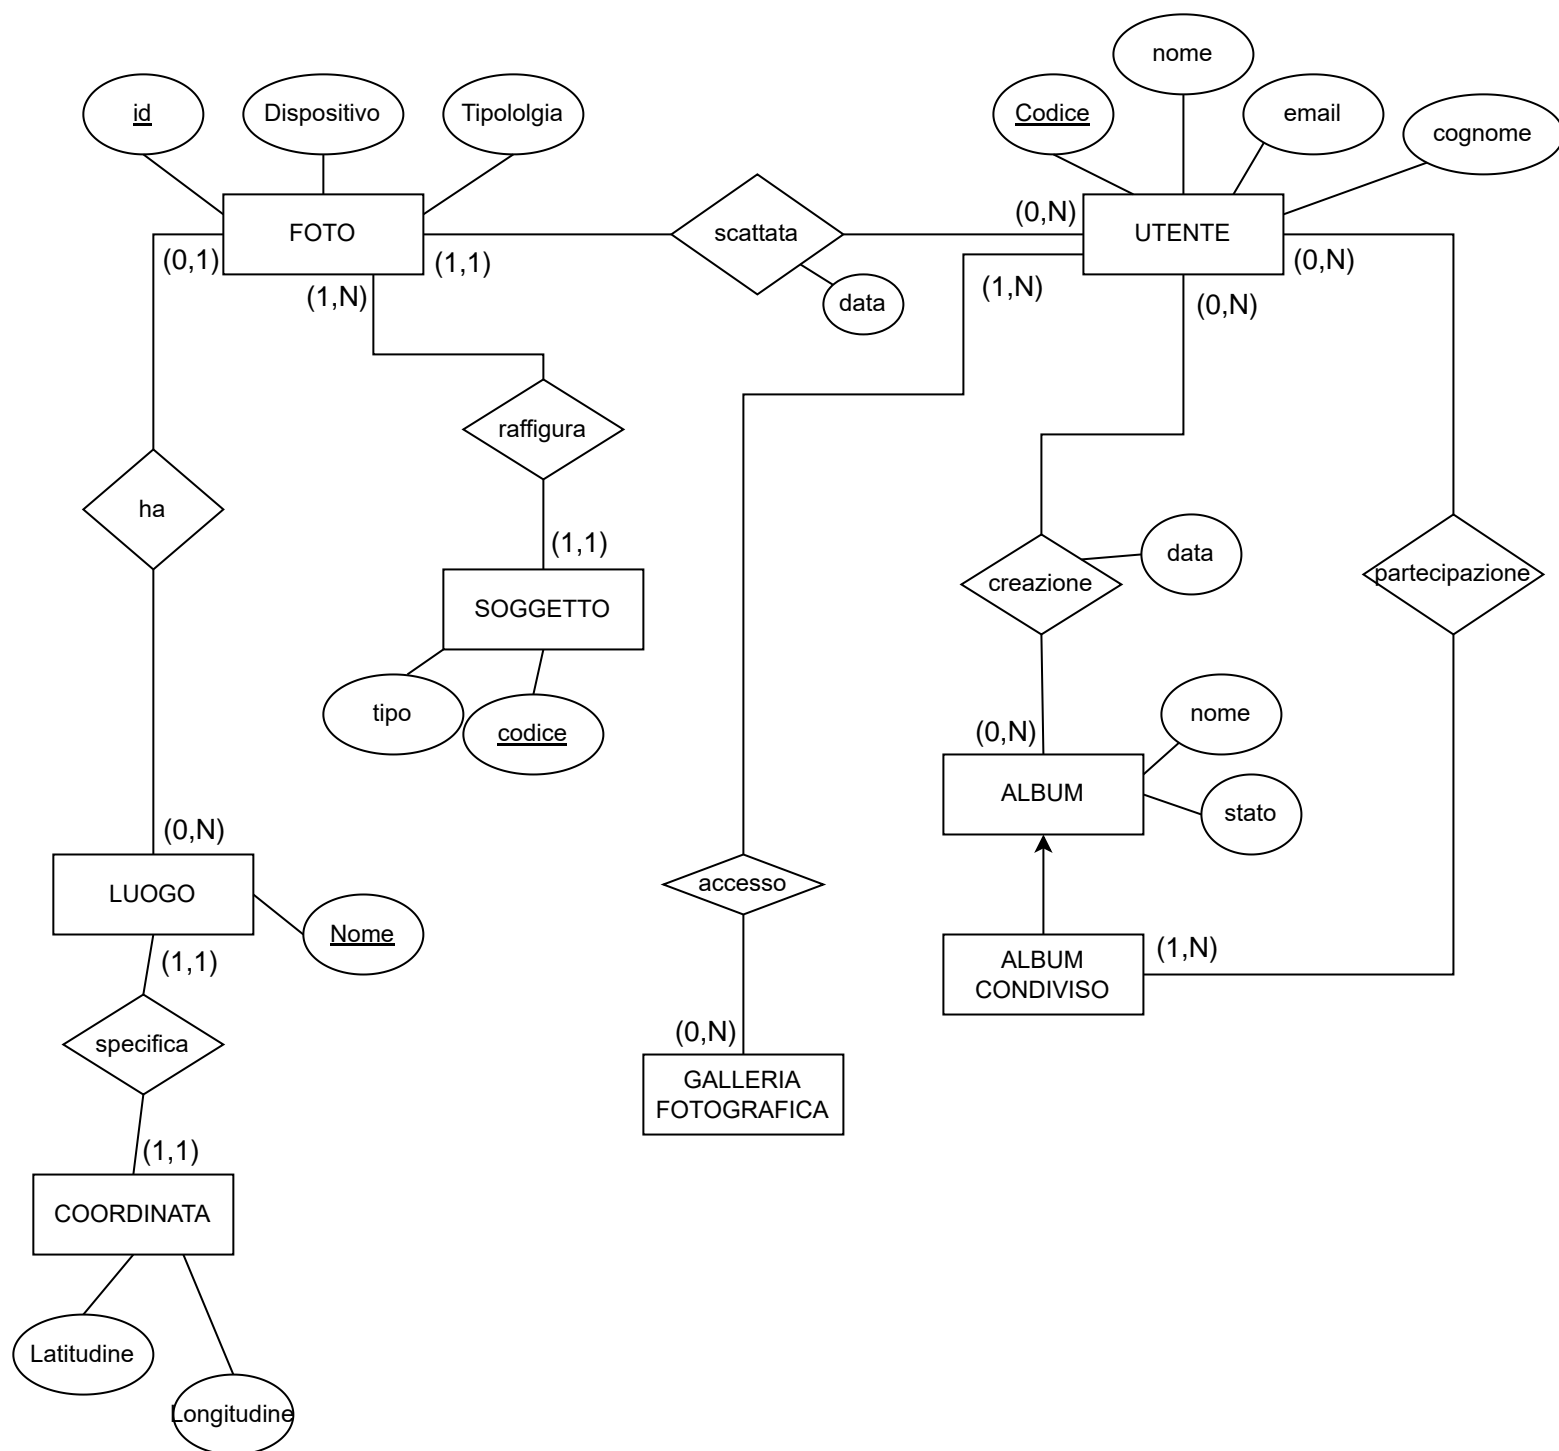 nome
id
Dispositivo
Tipololgia
Codice
email
cognome
FOTO
scattata
(0,N)
UTENTE
(0,1)
(1,1)
(0,N)
(1,N)
(1,N)
data
(0,N)
raffigura
ha
(1,1)
data
creazione
partecipazione
SOGGETTO
tipo
codice
nome
(0,N)
ALBUM
stato
(0,N)
LUOGO
accesso
Nome
(1,1)
ALBUM
CONDIVISO
(1,N)
specifica
(0,N)
GALLERIA
FOTOGRAFICA
(1,1)
COORDINATA
Latitudine
Longitudine